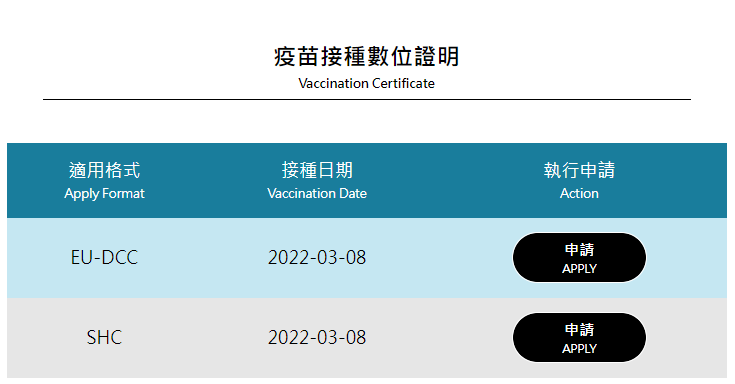 疫苗接種數位證明
Vaccination Certificate
適用格式 接種日期 執行申請
Apply Format Vaccination Date Action
EU-DCC 2022-03-08 申請 APPLY
SHC 2022-03-08 申請 APPLY